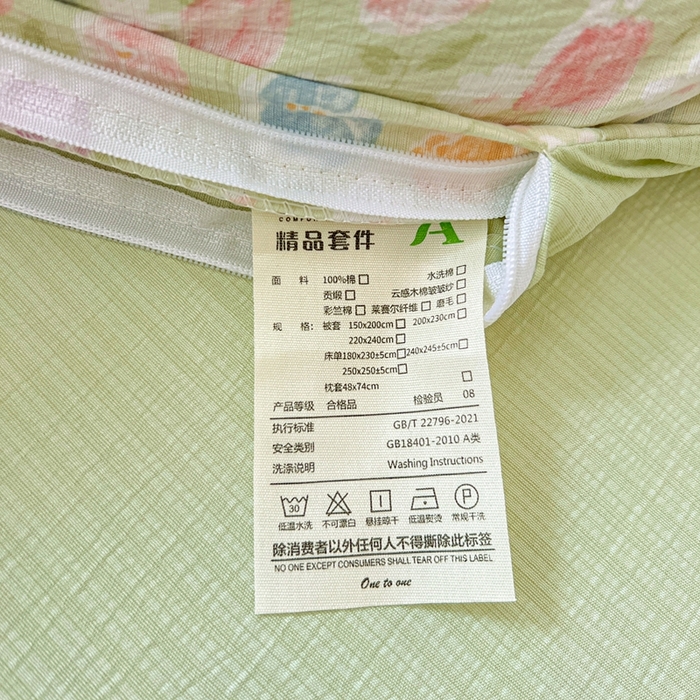 A
精品套件
面 料 100%棉□ 水洗棉□
贡缎□ 云感木棉皱皱纱□
彩竺棉□ 莱赛尔纤维□ 磨毛□
规 格: 被套 150x200cm□ 200x230cm□
220x240cm□
床单180x230±5cm□240x245±5cm□
250x250±5cm□
枕套48x74cm □
产品等级 合格品 检验员 08
执行标准 GB/T 22796-2021
安全类别 GB18401-2010 A类
洗涤说明 Washing Instructions
30 P
低温水洗 不可漂白 悬挂晾干 低温熨烫 常规干洗
除消费者以外任何人不得撕除此标签
NO ONE EXCEPT CONSUMERS SHALL TEAR OFF THIS LABEL
One to one